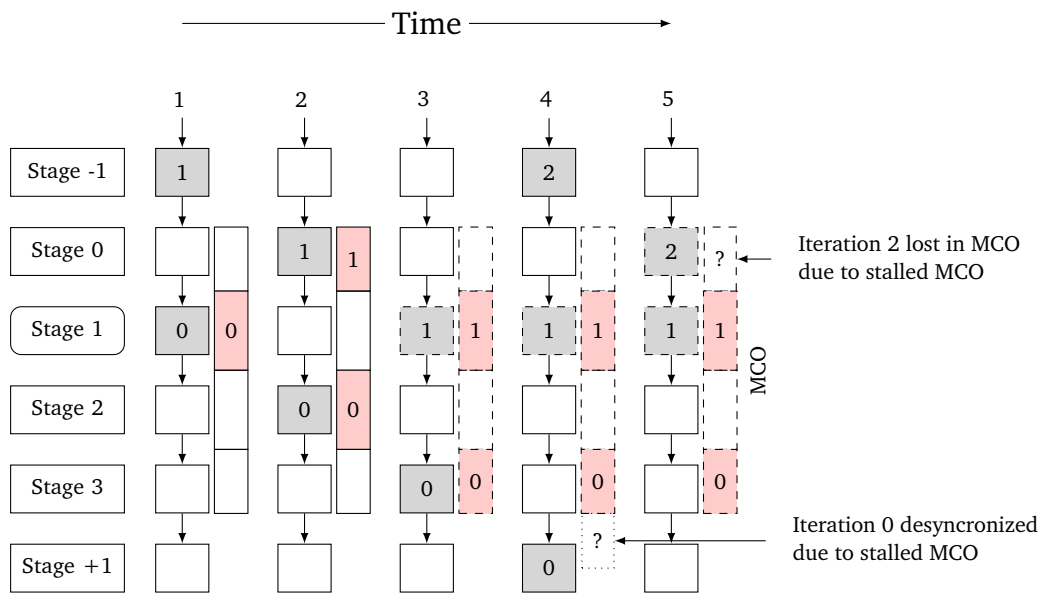 Time
1 2 3 4 5
Stage -1 1 2
Stage 0 1 1 2 ? Iteration 2 lost in MCO
due to stalled MCO
Stage 1 0 0 1 1 1 1 1 1
MCO
Stage 2 0 0
Stage 3 0 0 0 0
Iteration 0 desyncronized
due to stalled MCO
?
Stage +1 0